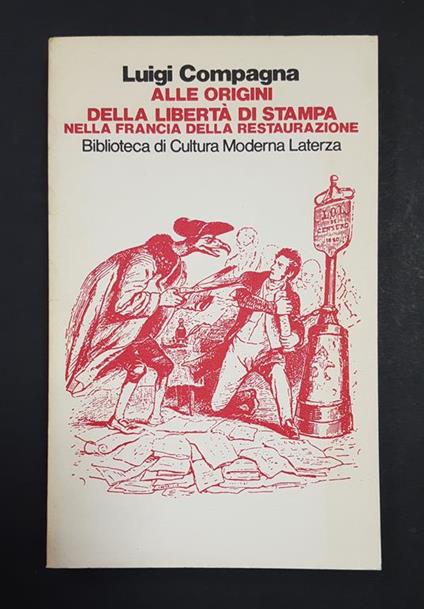 Luigi Compagna
ALLE ORIGINI
DELLA LIBERTÀ DI STAMPA
NELLA FRANCIA DELLA RESTAURAZIONE
Biblioteca di Cultura Moderna Laterza